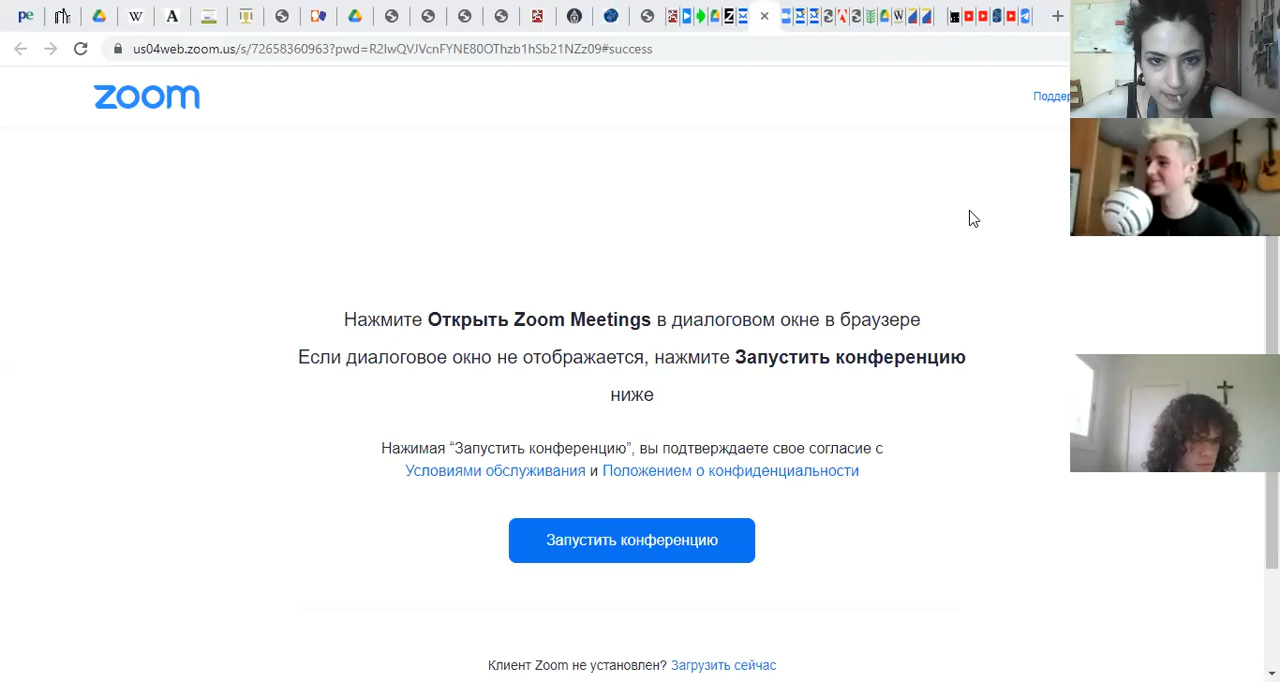 us04web.zoom.us/s/72658360963?pwd=R2lwQVJVcnFYNE80OThzb1hSb21NZz09#success
zoom
Поддер
Нажмите Открыть Zoom Meetings в диалоговом окне в браузере
Если диалоговое окно не отображается, нажмите Запустить конференцию
ниже
Нажимая “Запустить конференцию”, вы подтверждаете свое согласие с
Условиями обслуживания и Положением о конфиденциальности
Запустить конференцию
Клиент Zoom не установлен? Загрузить сейчас